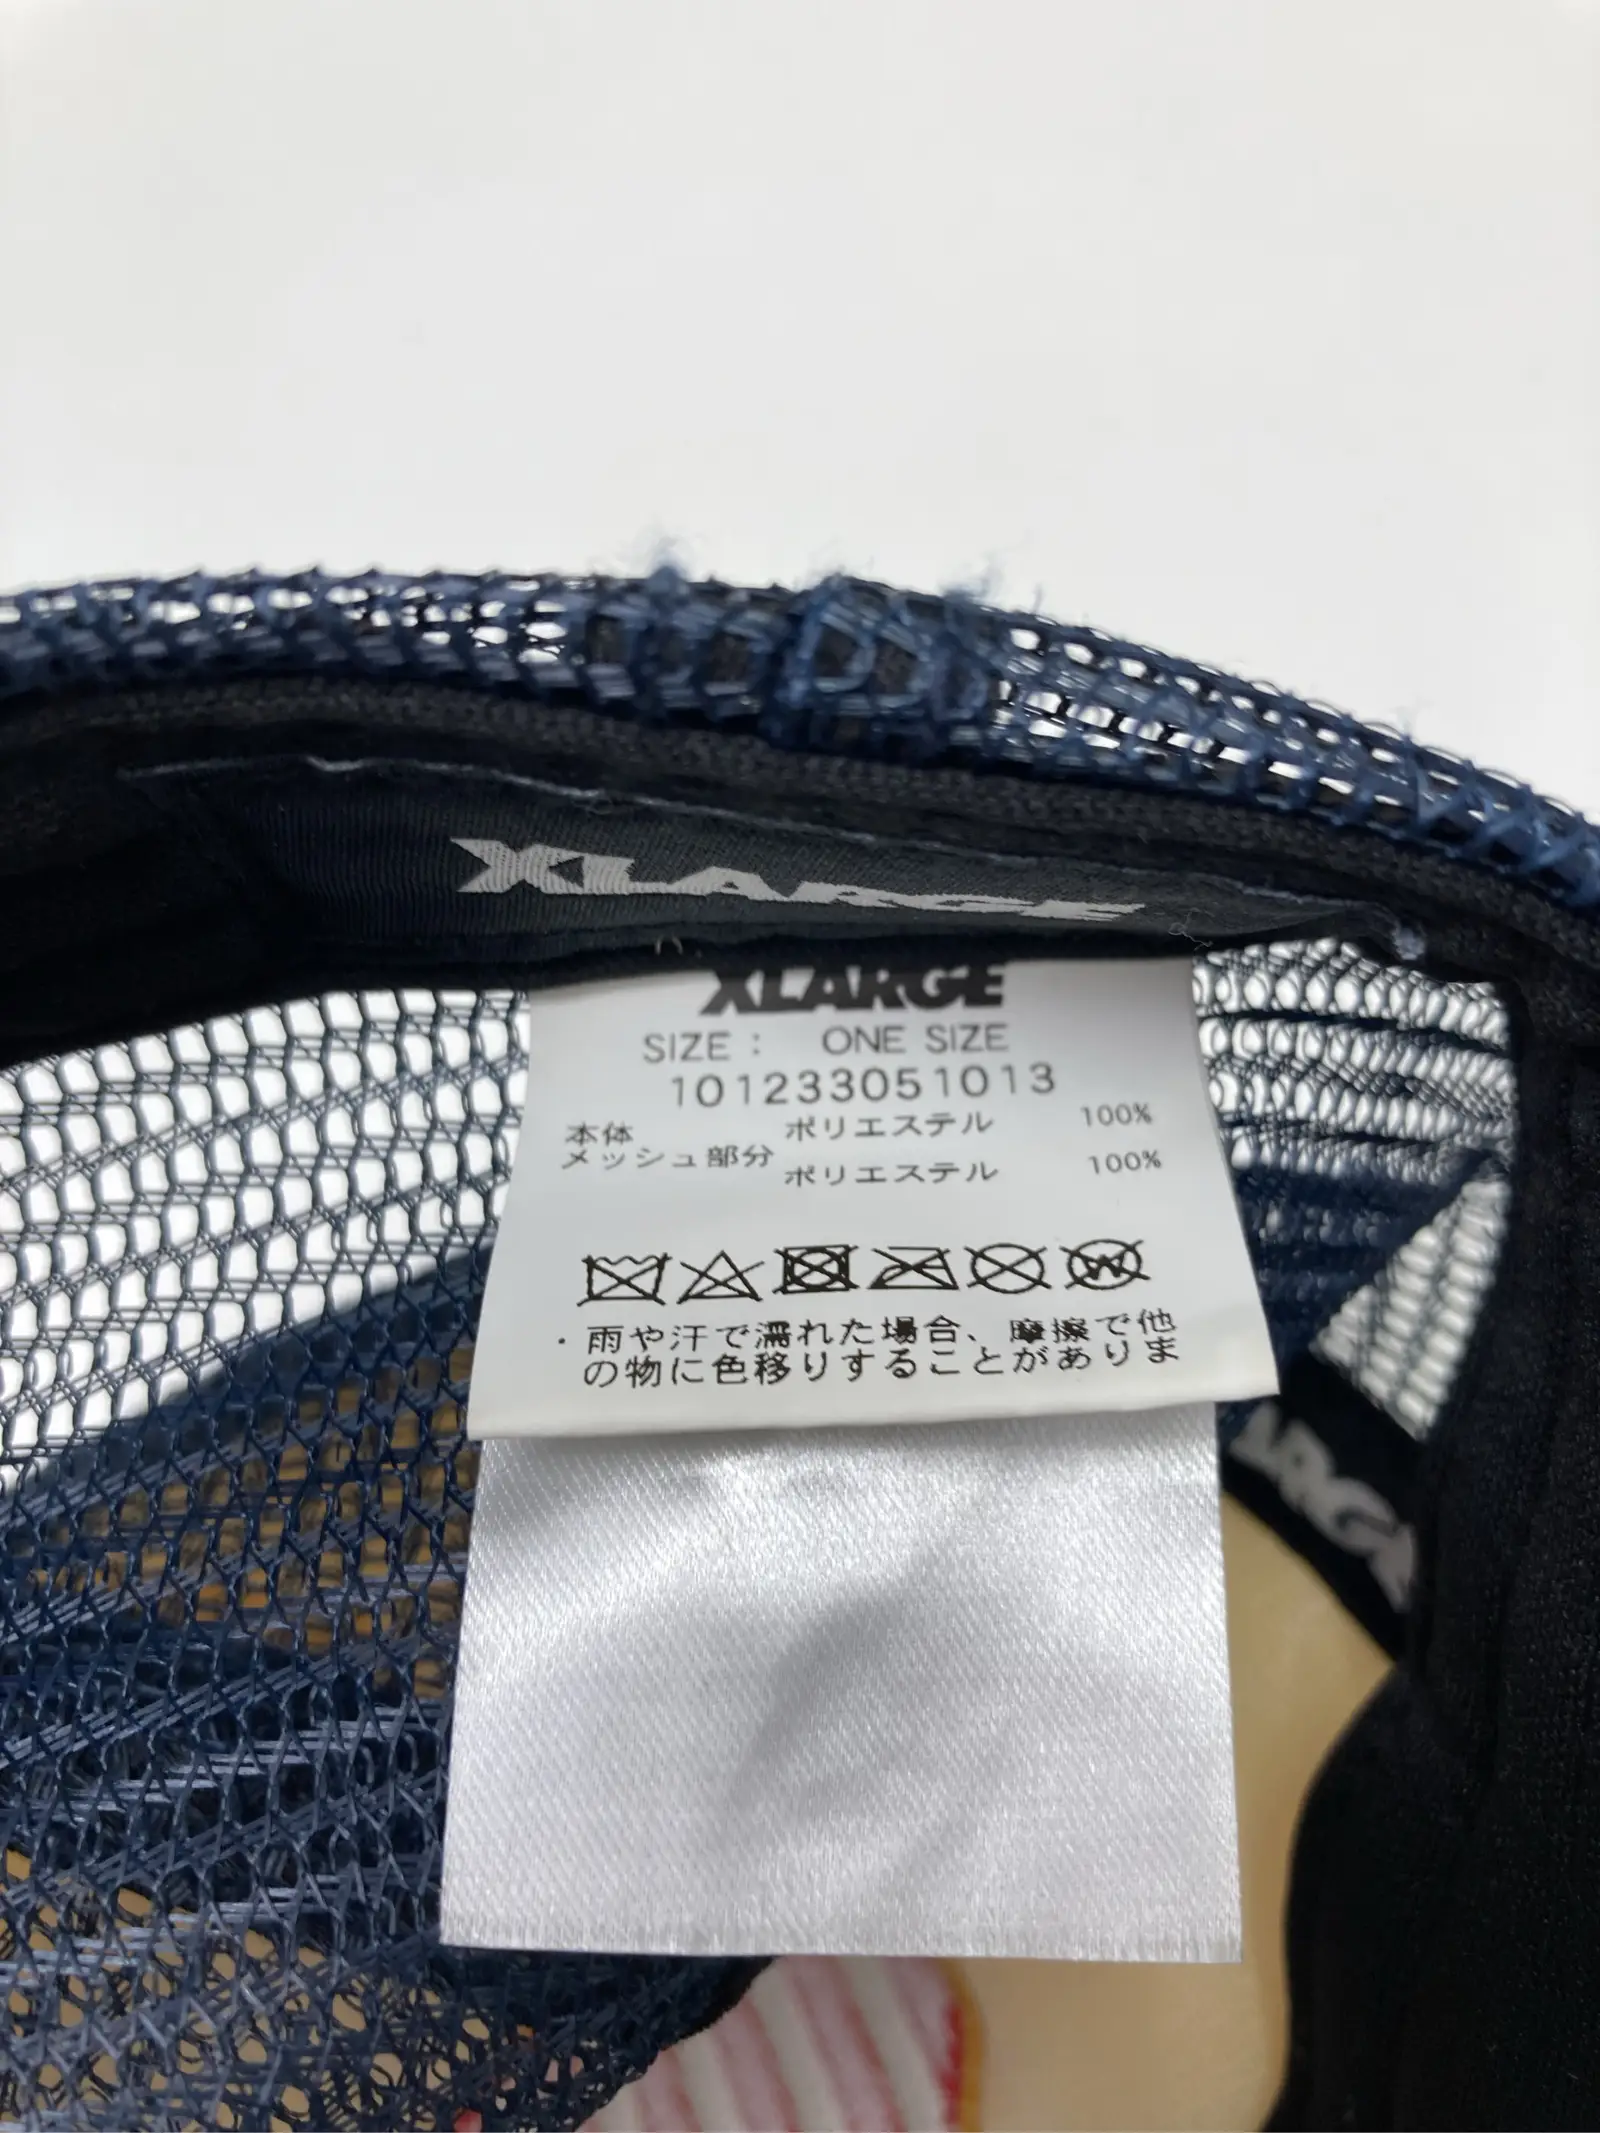 XLARGE
XLARGE
SIZE : ONE SIZE
101233051013
本体 ポリエステル 100%
メッシュ部分 ポリエステル 100%
W
・雨や汗で濡れた場合、摩擦で他
の物に色移りすることがありま
LARGE